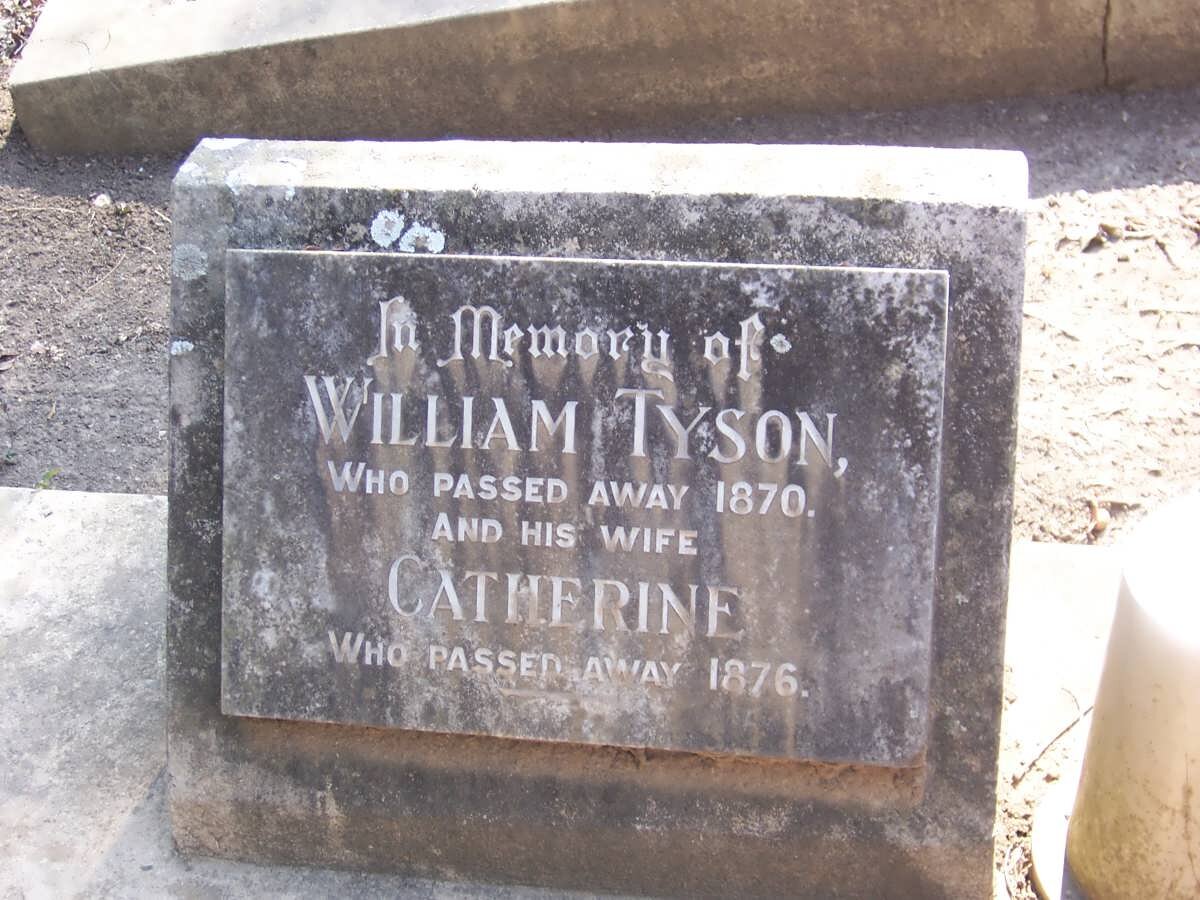 In Memory of
WILLIAM TYSON,
WHO PASSED AWAY 1870.
AND HIS WIFE
CATHERINE
WHO PASSED AWAY 1876.